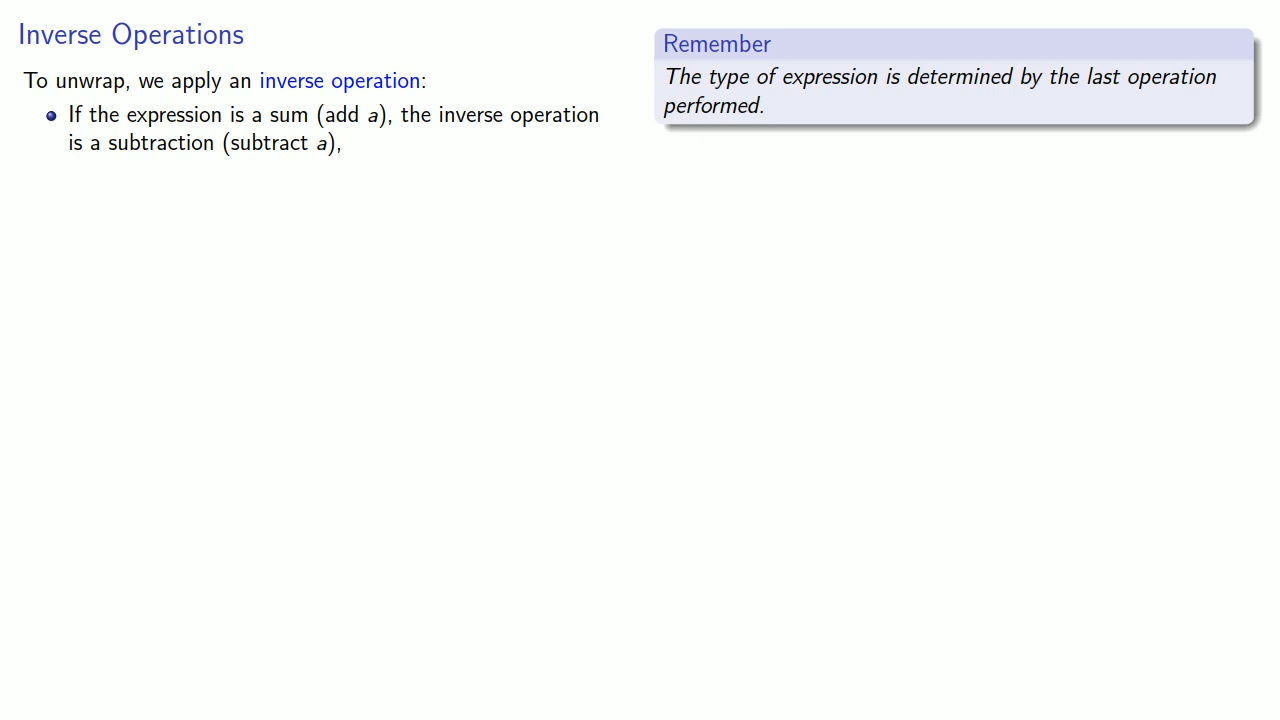 Inverse Operations
To unwrap, we apply an inverse operation:
If the expression is a sum (add a), the inverse operation
is a subtraction (subtract a),
Remember
The type of expression is determined by the last operation
performed.